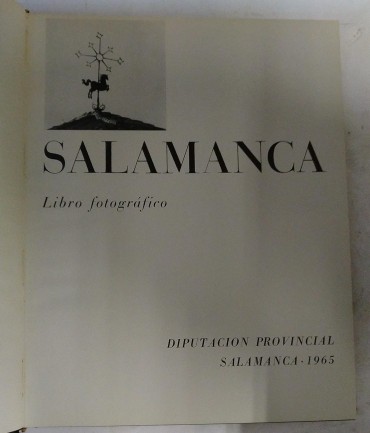 SALAMANCA
Libro fotográfico
DIPUTACION PROVINCIAL
SALAMANCA · 1965